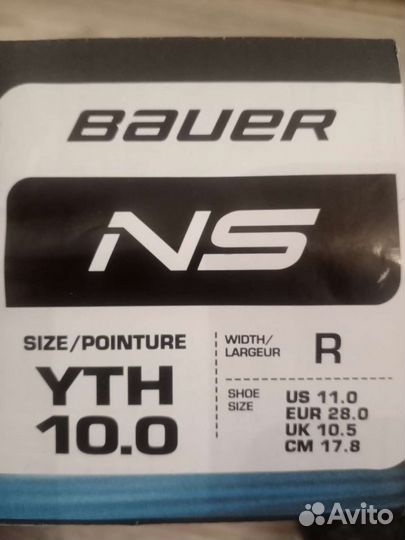 BAUER
NS
SIZE/POINTURE
YTH
10.0
WIDTH/
LARGEUR
R
SHOE
SIZE
US 11.0
EUR 28.0
UK 10.5
CM 17.8
Avito